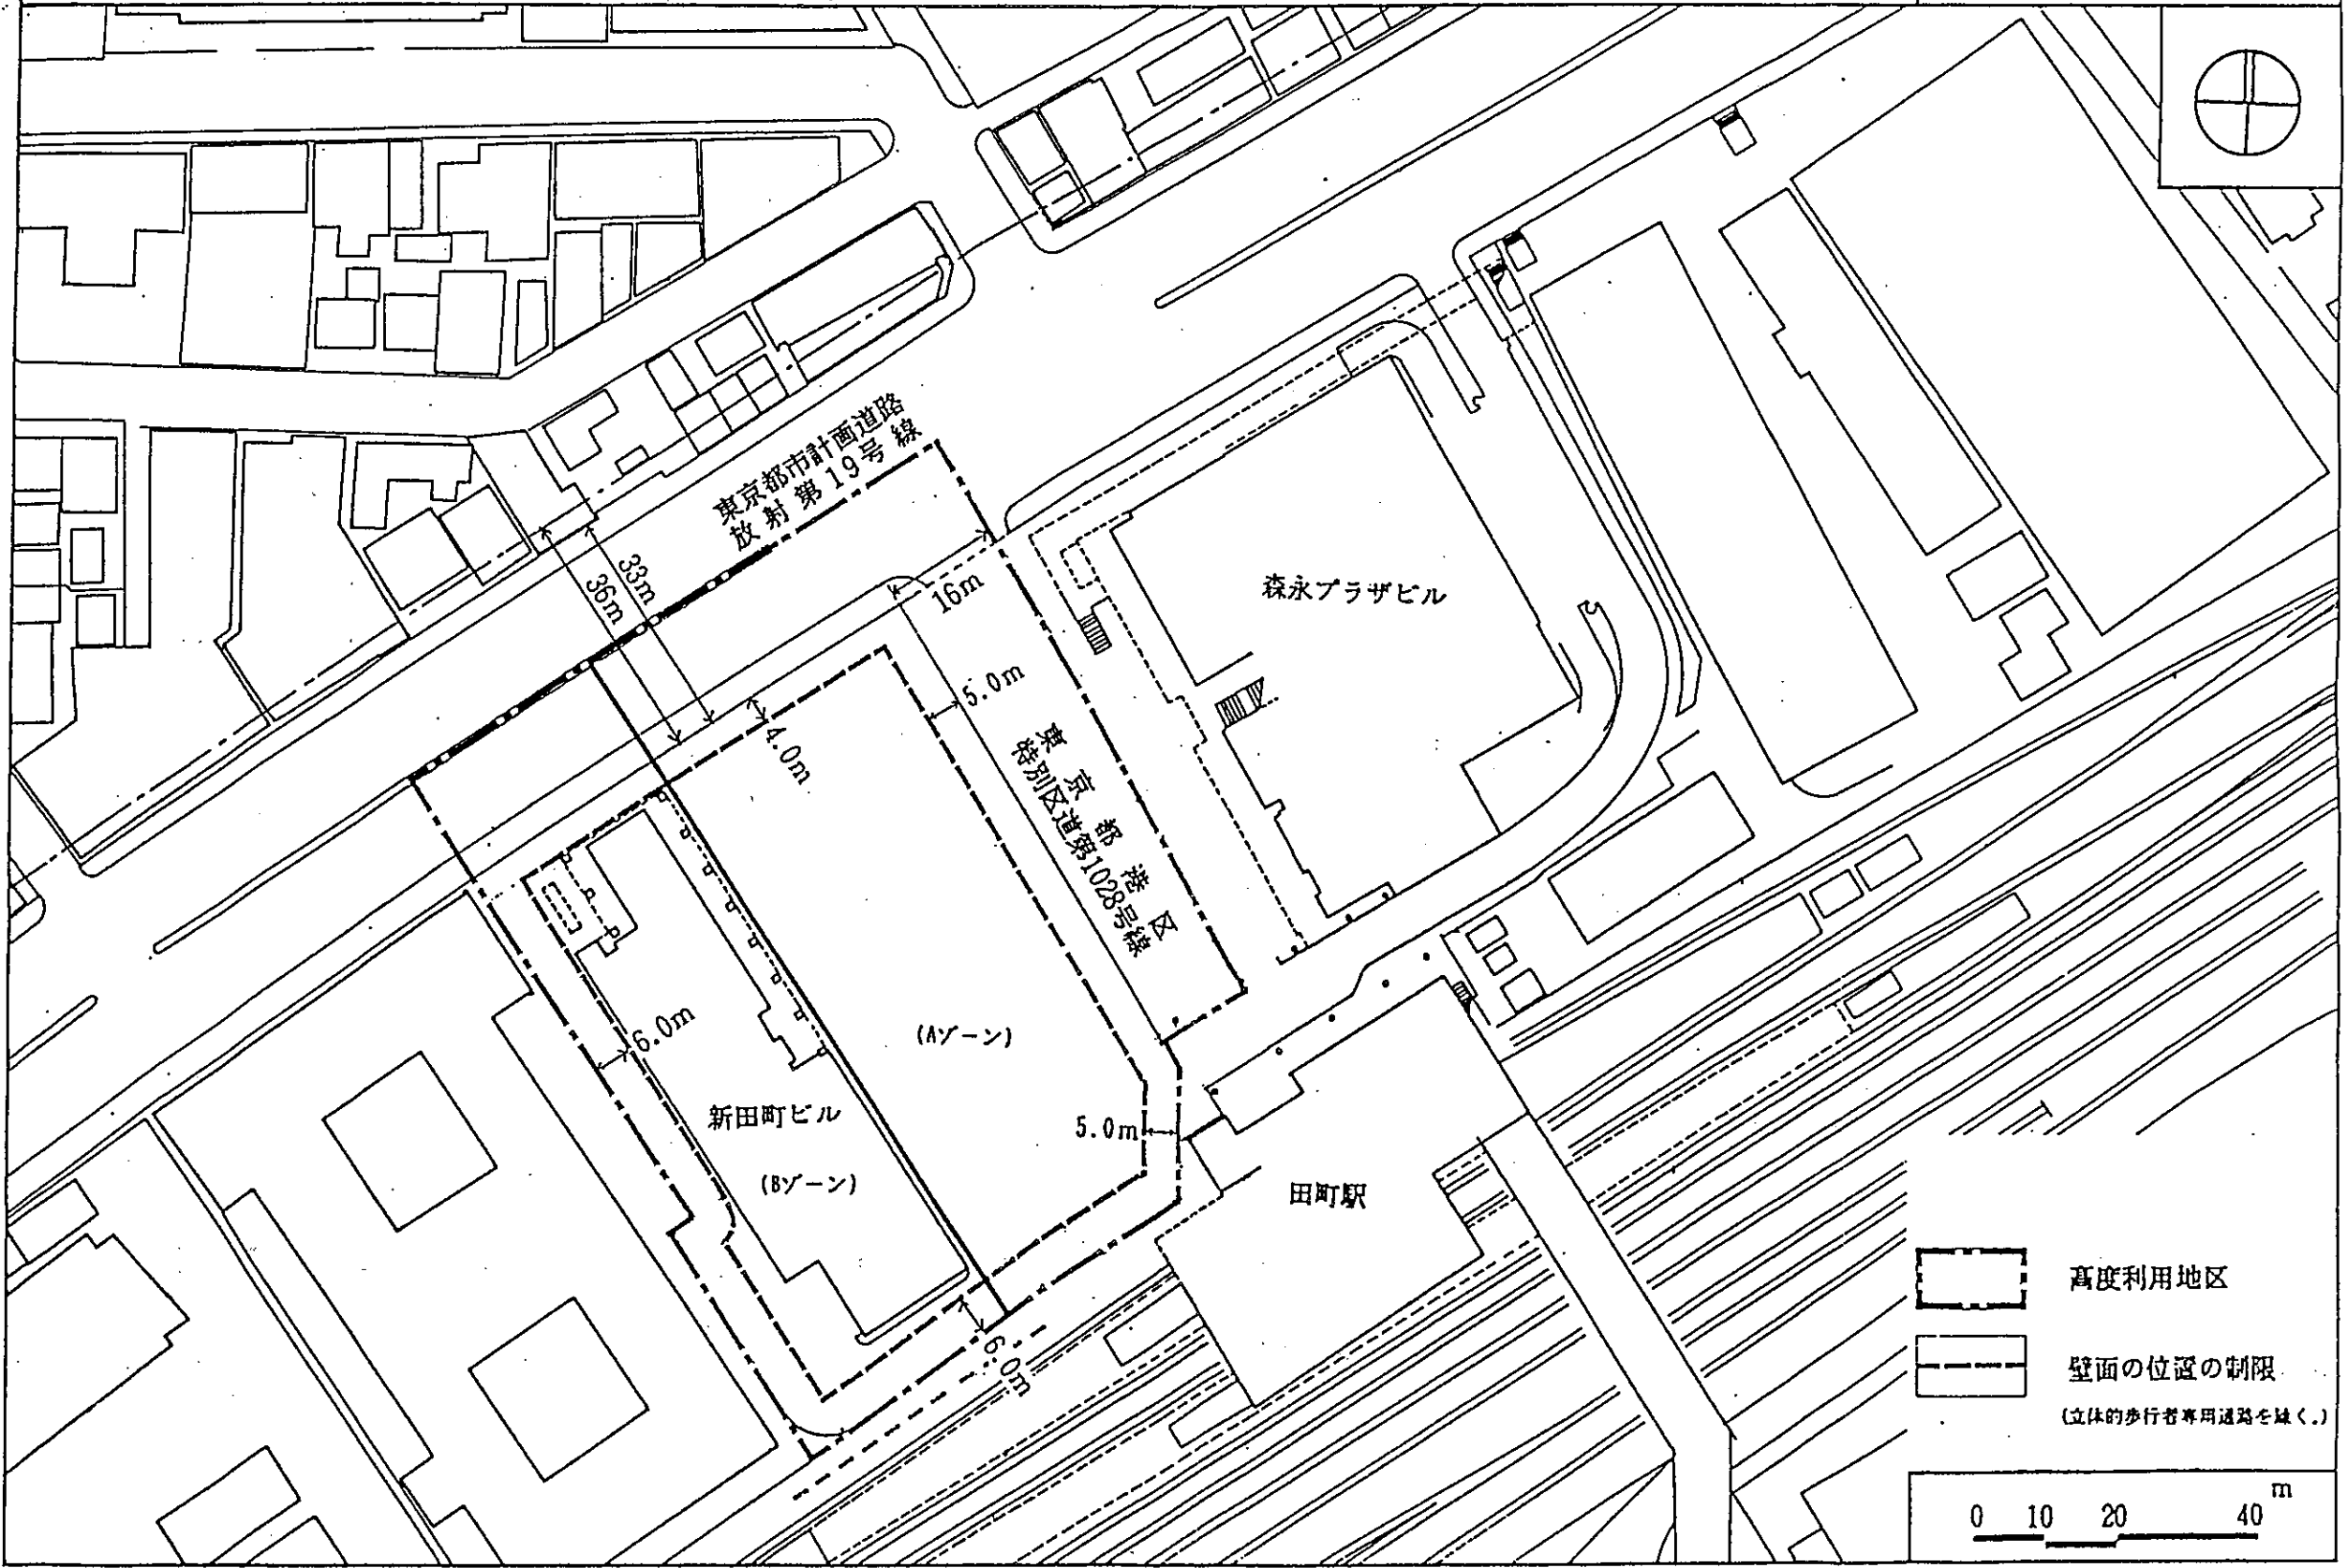 東京都市計画道路
放射第19号線
33m
36m
16m
森永プラザビル
5.0m
4.0m
東京都港区
特別区道第1028号線
6.0m
(Aゾーン)
新田町ビル
(Bゾーン)
5.0m
田町駅
6.0m
高度利用地区
壁面の位置の制限
(立体的歩行者専用通路を除く。)
m
0 10 20 40